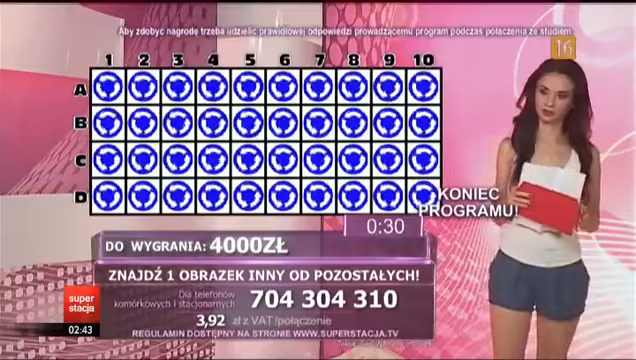 Aby zdobyć nagrodę trzeba udzielić prawidłowej odpowiedzi prowadzącemu program podczas połączenia ze studiem.
16
1 2 3 4 5 6 7 8 9 10
A
B
C
D
KONIEC
PROGRAMU!
0:30
DO WYGRANIA: 4000ZŁ
ZNAJDŹ 1 OBRAZEK INNY OD POZOSTAŁYCH!
Dla telefonów
komórkowych i stacjonarnych
704 304 310
3,92 zł z VAT /połączenie
REGULAMIN DOSTĘPNY NA STRONIE WWW.SUPERSTACJA.TV
super
stacja
02:43